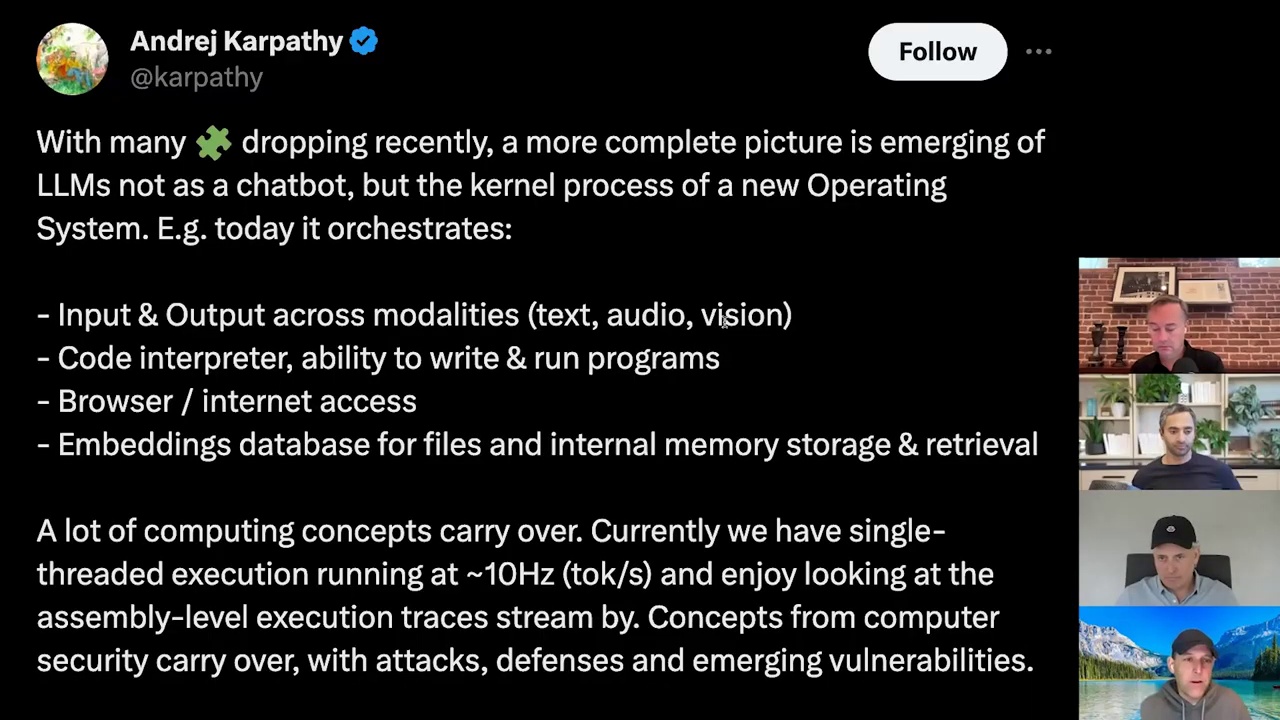 Andrej Karpathy
@karpathy
Follow
With many 🧩 dropping recently, a more complete picture is emerging of
LLMs not as a chatbot, but the kernel process of a new Operating
System. E.g. today it orchestrates:
- Input & Output across modalities (text, audio, vision)
- Code interpreter, ability to write & run programs
- Browser / internet access
- Embeddings database for files and internal memory storage & retrieval
A lot of computing concepts carry over. Currently we have single-
threaded execution running at ~10Hz (tok/s) and enjoy looking at the
assembly-level execution traces stream by. Concepts from computer
security carry over, with attacks, defenses and emerging vulnerabilities.